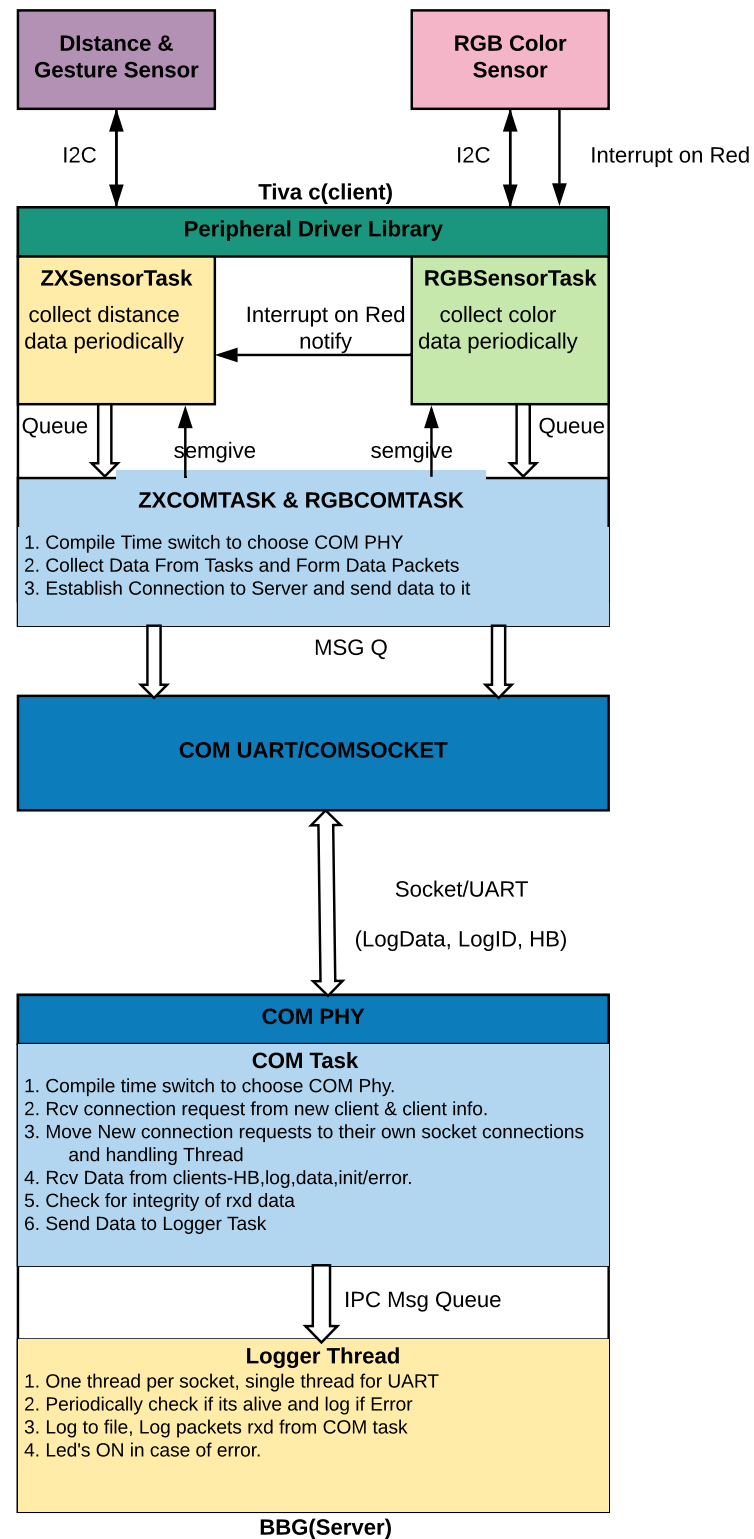 DIstance &
Gesture Sensor
RGB Color
Sensor
I2C
I2C
Interrupt on Red
Tiva c(client)
Peripheral Driver Library
ZXSensorTask
collect distance
data periodically
Interrupt on Red
notify
RGBSensorTask
collect color
data periodically
Queue
semgive
semgive
Queue
ZXCOMTASK & RGBCOMTASK
1. Compile Time switch to choose COM PHY
2. Collect Data From Tasks and Form Data Packets
3. Establish Connection to Server and send data to it
MSG Q
COM UART/COMSOCKET
Socket/UART
(LogData, LogID, HB)
COM PHY
COM Task
1. Compile time switch to choose COM Phy.
2. Rcv connection request from new client & client info.
3. Move New connection requests to their own socket connections
and handling Thread
4. Rcv Data from clients-HB,log,data,init/error.
5. Check for integrity of rxd data
6. Send Data to Logger Task
IPC Msg Queue
Logger Thread
1. One thread per socket, single thread for UART
2. Periodically check if its alive and log if Error
3. Log to file, Log packets rxd from COM task
4. Led's ON in case of error.
BBG(Server)